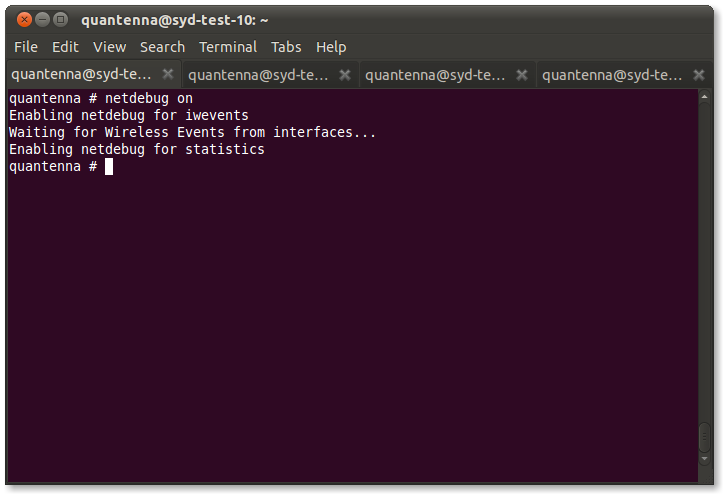 quantenna@syd-test-10: ~
File Edit View Search Terminal Tabs Help
quantenna@syd-te... quantenna@syd-te... quantenna@syd-te... quantenna@syd-te...
quantenna # netdebug on
Enabling netdebug for iwevents
Waiting for Wireless Events from interfaces...
Enabling netdebug for statistics
quantenna #